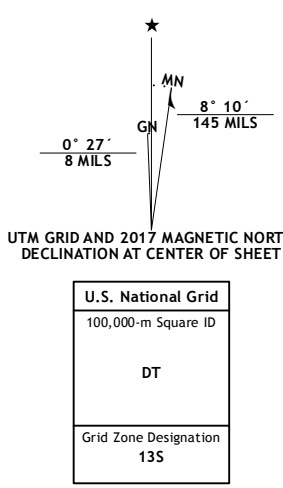 ★
MN
GN
8° 10´
145 MILS
0° 27´
8 MILS
UTM GRID AND 2017 MAGNETIC NORT
DECLINATION AT CENTER OF SHEET
U.S. National Grid
100,000-m Square ID
DT
Grid Zone Designation
13S